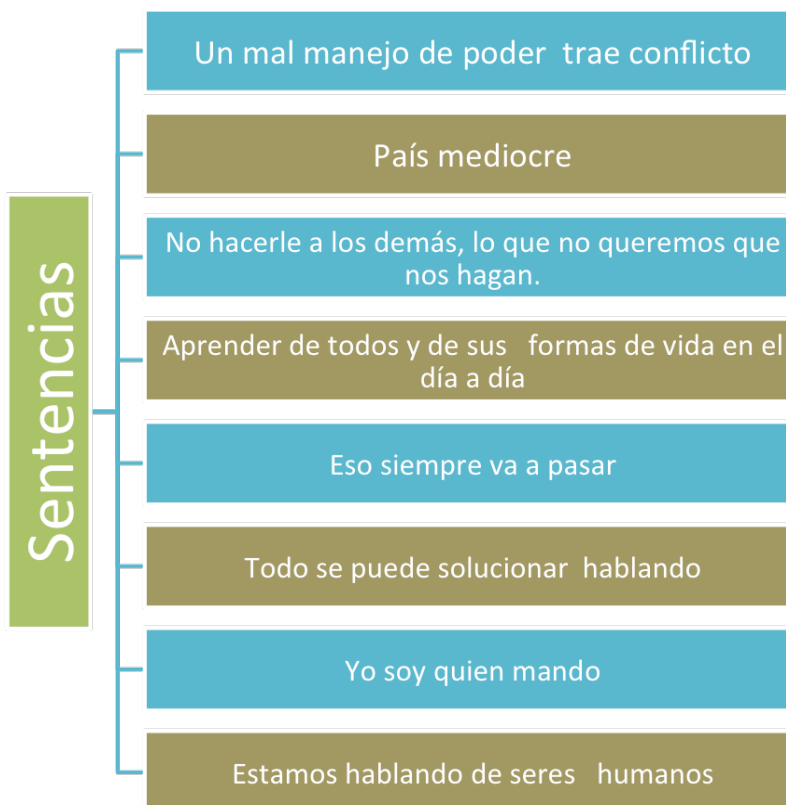 Sentencias
Un mal manejo de poder trae conflicto
País mediocre
No hacerle a los demás, lo que no queremos que
nos hagan.
Aprender de todos y de sus formas de vida en el
día a día
Eso siempre va a pasar
Todo se puede solucionar hablando
Yo soy quien mando
Estamos hablando de seres humanos